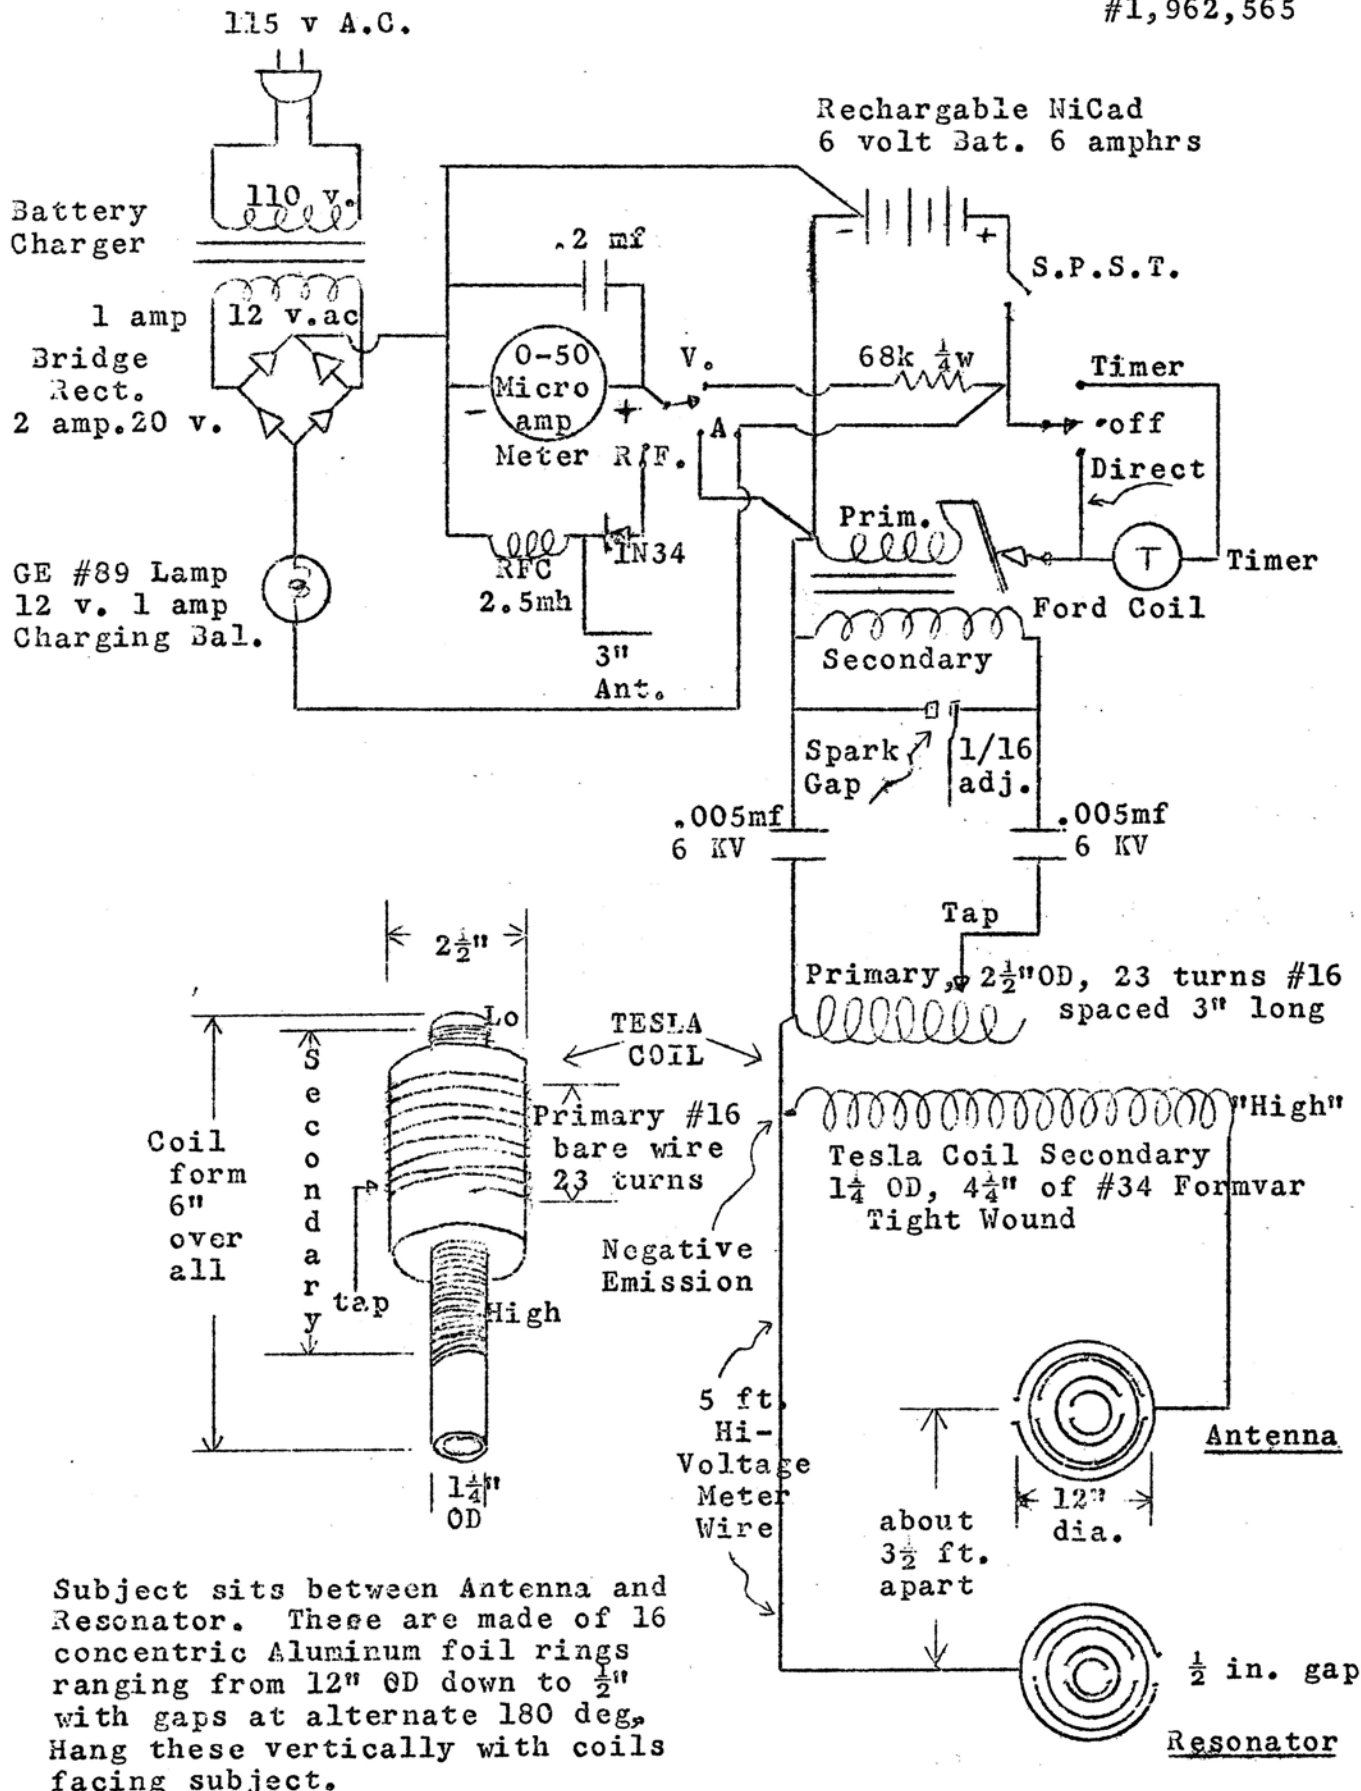 #1,962,565
115 v A.C.
Rechargable NiCad
6 volt Bat. 6 amphrs
110 v.
Battery
Charger
.2 mf
- +
S.P.S.T.
1 amp
12 v.ac
Bridge
Rect.
2 amp.20 v.
0-50
Micro
amp
Meter
- +
V.
A.
R.F.
68k ¼w
Timer
off
Direct
Prim.
1N34
RFC
2.5mh
T
Timer
Ford Coil
GE #89 Lamp
12 v. 1 amp
Charging Bal.
3"
Ant.
Secondary
Spark
Gap
1/16
adj.
.005mf
6 KV
.005mf
6 KV
Tap
2½"
Primary, 2½"OD, 23 turns #16
spaced 3" long
Lo
TESLA
COIL
Secondary
Primary #16
bare wire
23 turns
"High"
Coil
form
6"
over
all
Tesla Coil Secondary
1¼ OD, 4¼" of #34 Formvar
Tight Wound
Negative
Emission
tap
High
5 ft.
Hi-
Voltage
Meter
Wire
Antenna
1¼"
OD
12"
dia.
about
3½ ft.
apart
Subject sits between Antenna and
Resonator. These are made of 16
concentric Aluminum foil rings
ranging from 12" OD down to ½"
with gaps at alternate 180 deg,
Hang these vertically with coils
facing subject.
½ in. gap
Resonator